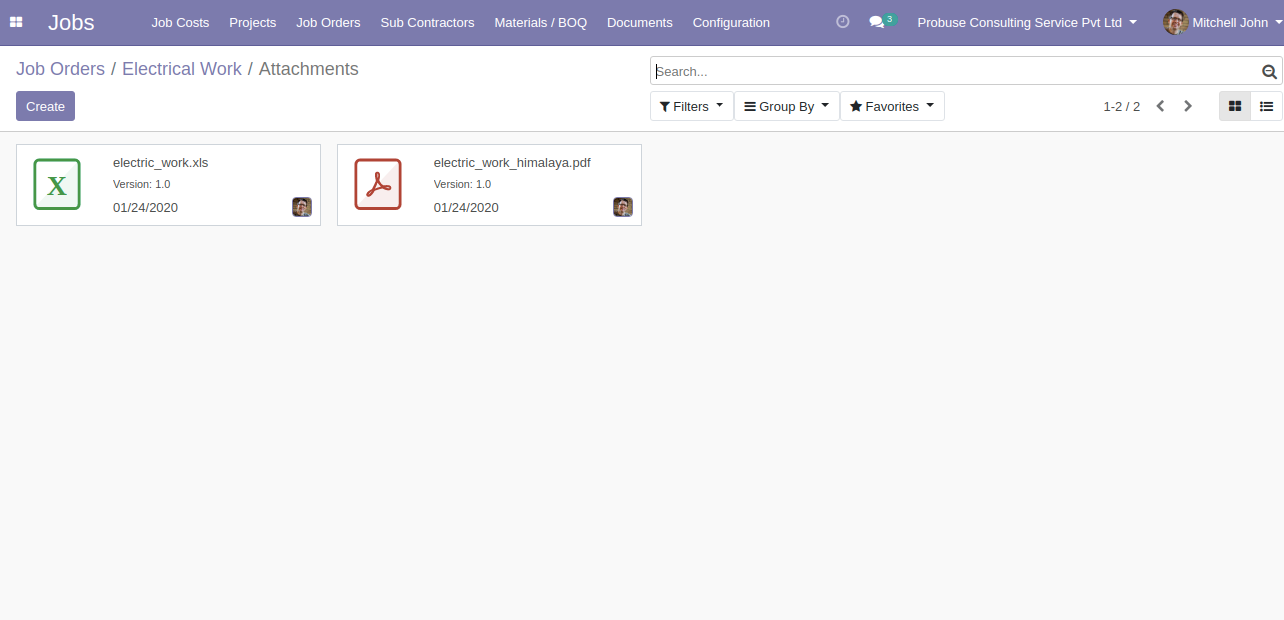 Jobs Job Costs Projects Job Orders Sub Contractors Materials / BOQ Documents Configuration 3 Probuse Consulting Service Pvt Ltd Mitchell John
Job Orders / Electrical Work / Attachments
Search...
Create
Filters Group By Favorites 1-2 / 2
X
electric_work.xls
Version: 1.0
01/24/2020
electric_work_himalaya.pdf
Version: 1.0
01/24/2020